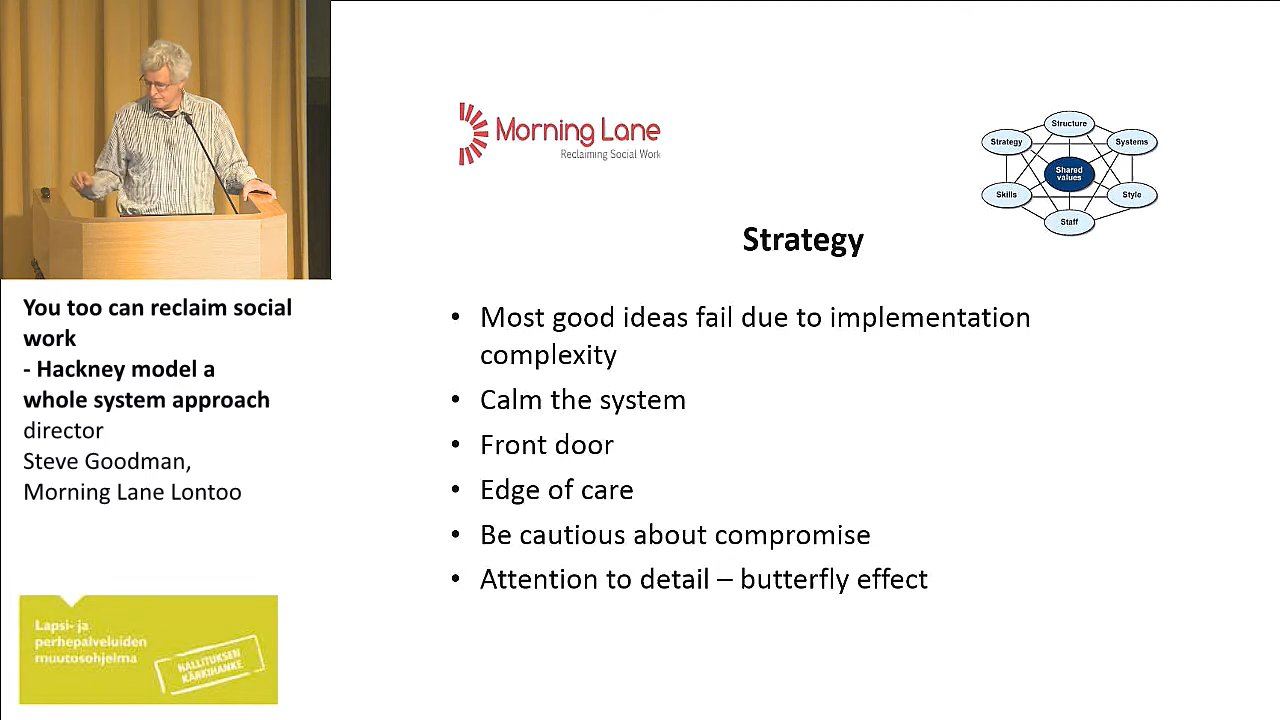 You too can reclaim social
work
- Hackney model a
whole system approach
director
Steve Goodman,
Morning Lane Lontoo
Lapsi- ja
perhepalveluiden
muutosohjelma
HALLITUKSEN
KÄRKIHANKE
Morning Lane
Reclaiming Social Work
Structure
Strategy
Systems
Shared
values
Skills
Style
Staff
Strategy
• Most good ideas fail due to implementation
complexity
• Calm the system
• Front door
• Edge of care
• Be cautious about compromise
• Attention to detail – butterfly effect